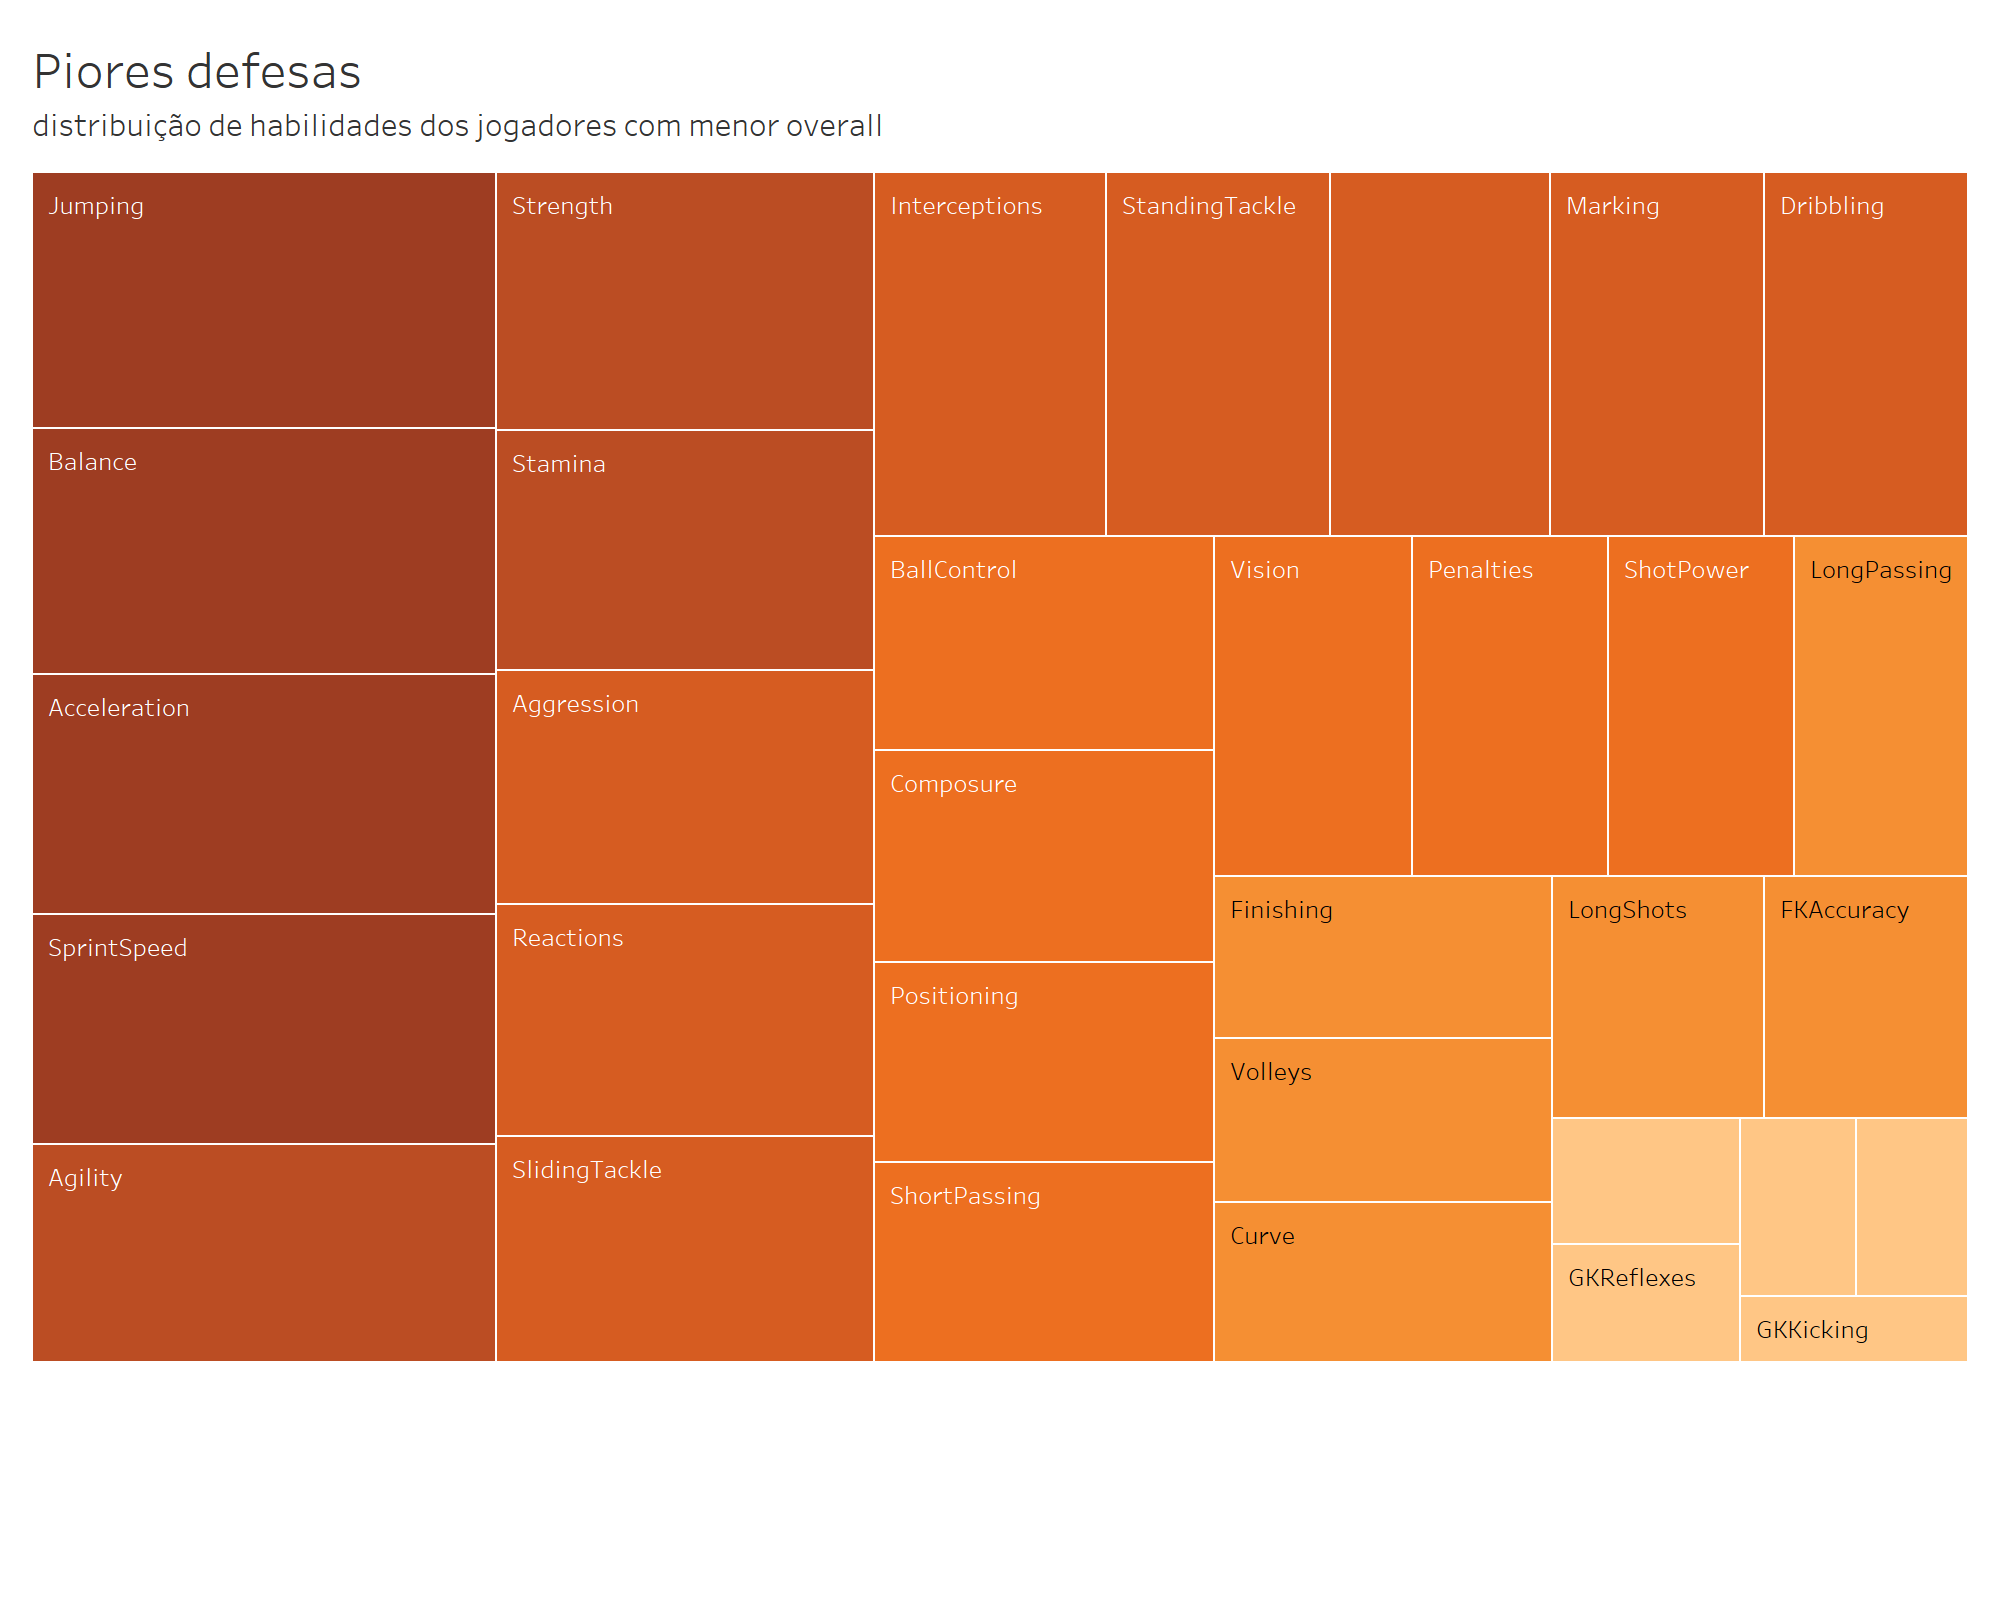 Piores defesas
distribuição de habilidades dos jogadores com menor overall
Jumping
Strength
Interceptions
StandingTackle
Marking
Dribbling
Balance
Stamina
BallControl
Vision
Penalties
ShotPower
LongPassing
Acceleration
Aggression
Composure
Finishing
LongShots
FKAccuracy
SprintSpeed
Reactions
Positioning
Volleys
Agility
SlidingTackle
ShortPassing
Curve
GKReflexes
GKKicking